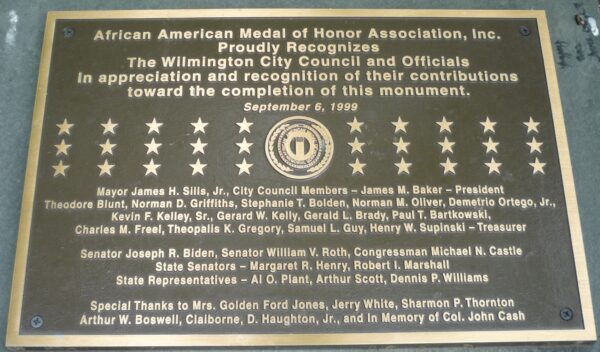 African American Medal of Honor Association, Inc.
Proudly Recognizes
The Wilmington City Council and Officials
In appreciation and recognition of their contributions
toward the completion of this monument.
September 6, 1999
Mayor James H. Sills, Jr., City Council Members – James M. Baker – President
Theodore Blunt, Norman D. Griffiths, Stephanie T. Bolden, Norman M. Oliver, Demetrio Ortego, Jr.,
Kevin F. Kelley, Sr., Gerard W. Kelly, Gerald L. Brady, Paul T. Bartkowski,
Charles M. Freel, Theopalis K. Gregory, Samuel L. Guy, Henry W. Supinski – Treasurer
Senator Joseph R. Biden, Senator William V. Roth, Congressman Michael N. Castle
State Senators – Margaret R. Henry, Robert I. Marshall
State Representatives – Al O. Plant, Arthur Scott, Dennis P. Williams
Special Thanks to Mrs. Golden Ford Jones, Jerry White, Sharmon P. Thornton
Arthur W. Boswell, Claiborne, D. Haughton, Jr., and In Memory of Col. John Cash